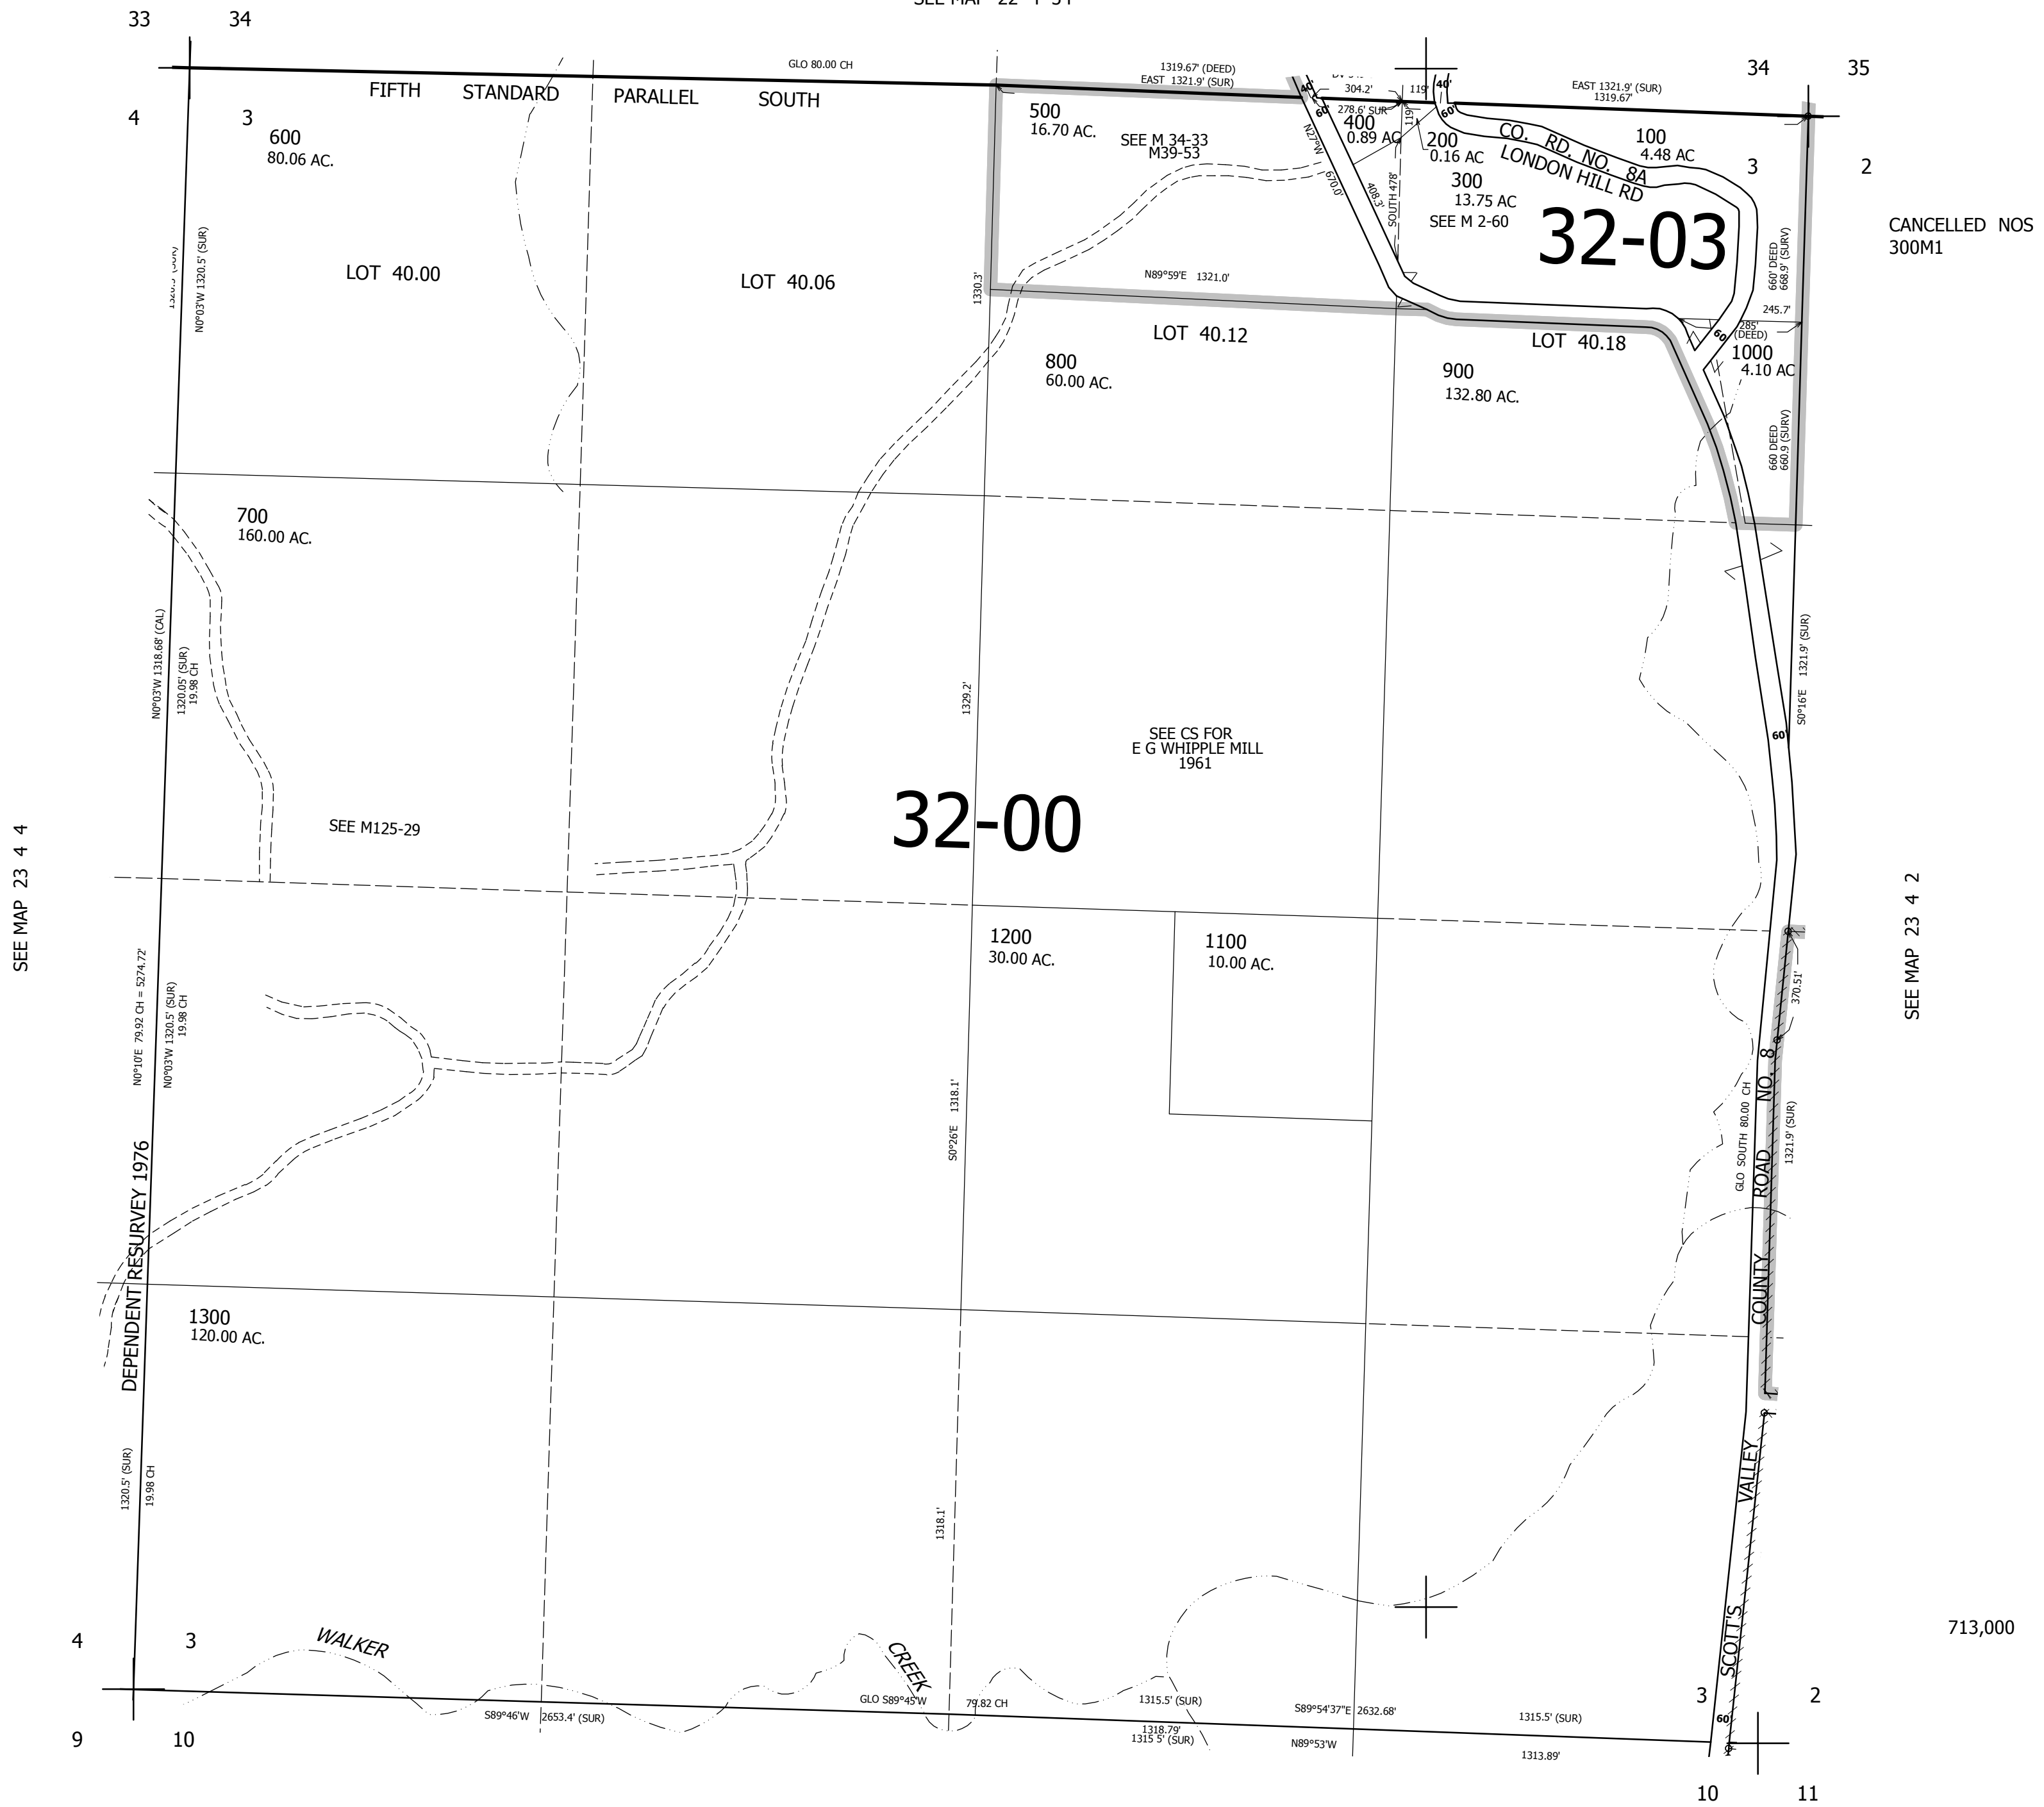 33 34
GLO 80.00 CH
1319.67' (DEED)
EAST 1321.9' (SUR)
304.2'
119'
40'
40'
EAST 1321.9' (SUR)
1319.67'
34 35
FIFTH STANDARD PARALLEL SOUTH
4 3
600
80.06 AC.
500
16.70 AC.
SEE M 34-33
M39-53
60'
278.6' SUR
400
0.89 AC
119'
60'
200
0.16 AC
CO. RD. NO. 8A
LONDON HILL RD
100
4.48 AC
3 2
N27°W
670.0'
408.3'
SOUTH 478'
300
13.75 AC
SEE M 2-60
32-03
CANCELLED NOS
300M1
N0°03'W 1320.5' (SUR)
LOT 40.00
LOT 40.06
1330.3'
N89°59'E 1321.0'
660' DEED
668.9' (SURV)
245.7'
285'
(DEED)
60'
LOT 40.12
LOT 40.18
1000
4.10 AC
800
60.00 AC.
900
132.80 AC.
660 DEED
660.9 (SURV)
700
160.00 AC.
N0°03'W 1318.68' (CAL)
1320.05' (SUR)
19.98 CH
1329.2'
S0°16'E 1321.9' (SUR)
SEE CS FOR
E G WHIPPLE MILL
1961
60'
32-00
SEE M125-29
SEE MAP 23 4 4
SEE MAP 23 4 2
1200
30.00 AC.
1100
10.00 AC.
370.51'
N0°10'E 79.92 CH = 5274.72'
N0°03'W 1320.5' (SUR)
19.98 CH
S0°26'E 1318.1'
GLO SOUTH 80.00 CH
1321.9' (SUR)
DEPENDENT RESURVEY 1976
SCOTT'S VALLEY COUNTY ROAD NO. 8
1300
120.00 AC.
1320.5' (SUR)
19.98 CH
1318.1'
713,000
4 3
WALKER CREEK
3 2
GLO S89°45'W 79.82 CH
S89°46'W 2653.4' (SUR)
1315.5' (SUR)
S89°54'37"E 2632.68'
1315.5' (SUR)
60'
1318.79'
1315 5' (SUR)
N89°53'W
1313.89'
9 10
10 11